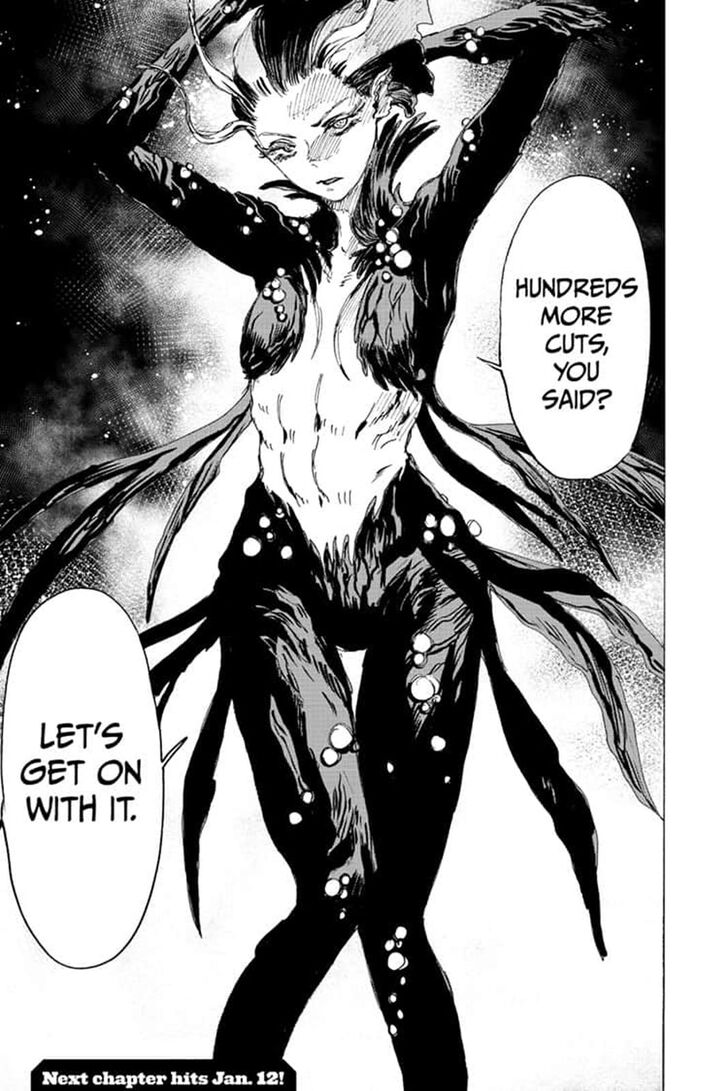 HUNDREDS
MORE
CUTS,
YOU
SAID?
LET'S
GET ON
WITH IT.
Next chapter hits Jan. 12!